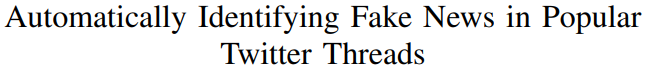 Automatically Identifying Fake News in Popular
Twitter Threads